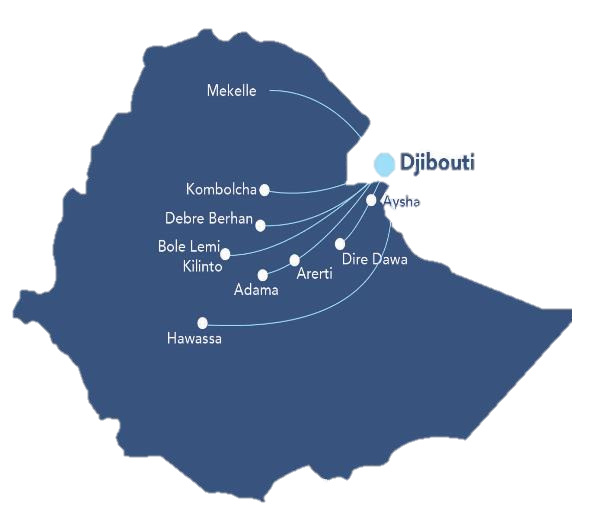 Mekelle
Djibouti
Kombolcha
Aysha
Debre Berhan
Bole Lemi
Kilinto
Dire Dawa
Arerti
Adama
Hawassa